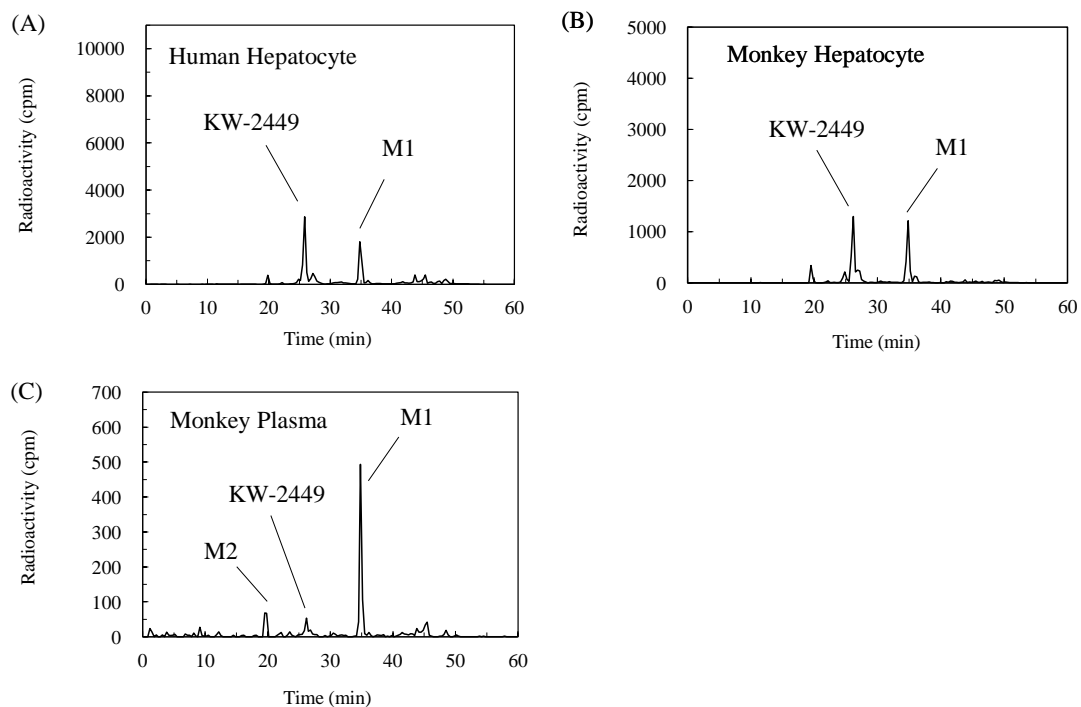 (A)
Human Hepatocyte
KW-2449
M1
Radioactivity (cpm)
10000
8000
6000
4000
2000
0
0 10 20 30 40 50 60
Time (min)
(B)
Monkey Hepatocyte
KW-2449
M1
Radioactivity (cpm)
5000
4000
3000
2000
1000
0
0 10 20 30 40 50 60
Time (min)
(C)
Monkey Plasma
M1
KW-2449
M2
Radioactivity (cpm)
700
600
500
400
300
200
100
0
0 10 20 30 40 50 60
Time (min)